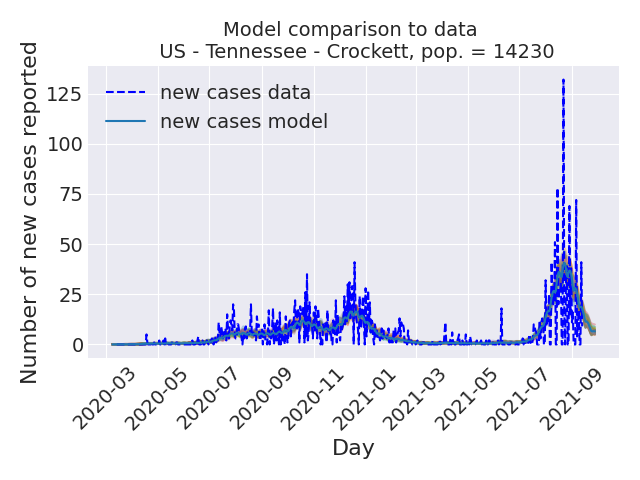 Model comparison to data
US - Tennessee - Crockett, pop. = 14230
Number of new cases reported
125
100
75
50
25
0
new cases data
new cases model
2020-03
2020-05
2020-07
2020-09
2020-11
2021-01
2021-03
2021-05
2021-07
2021-09
Day